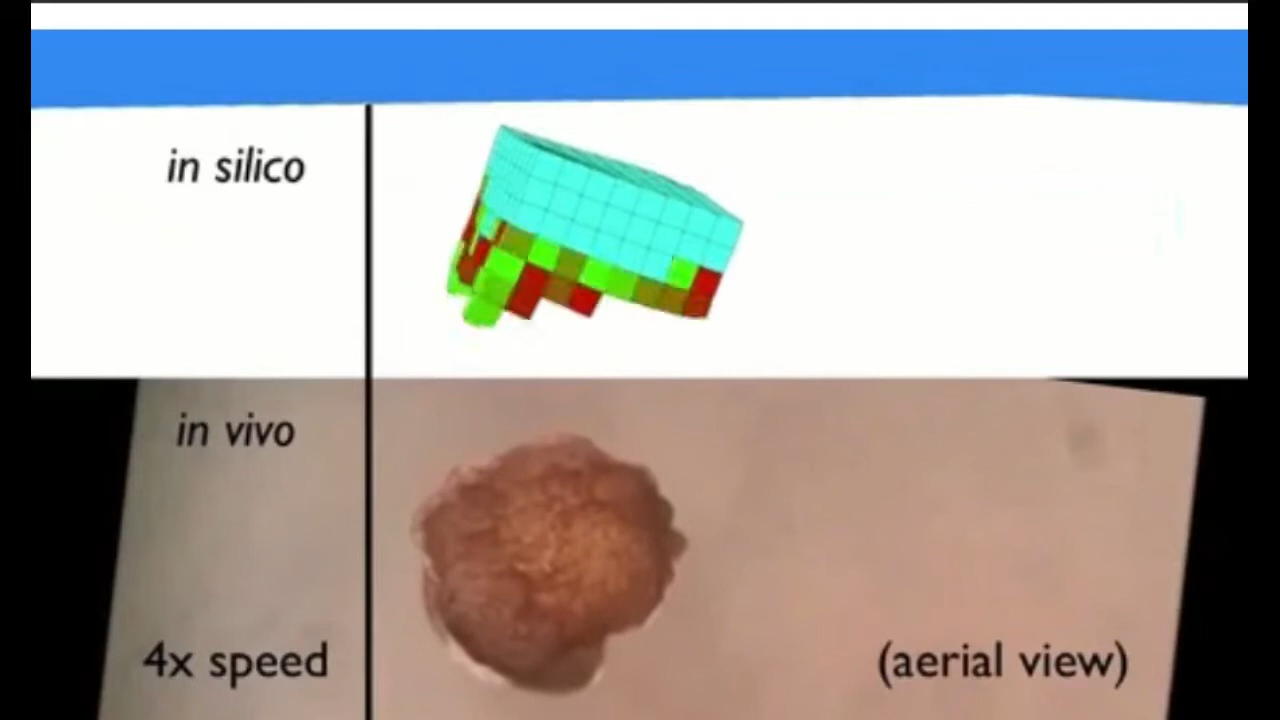 in silico
in vivo
4x speed
(aerial view)